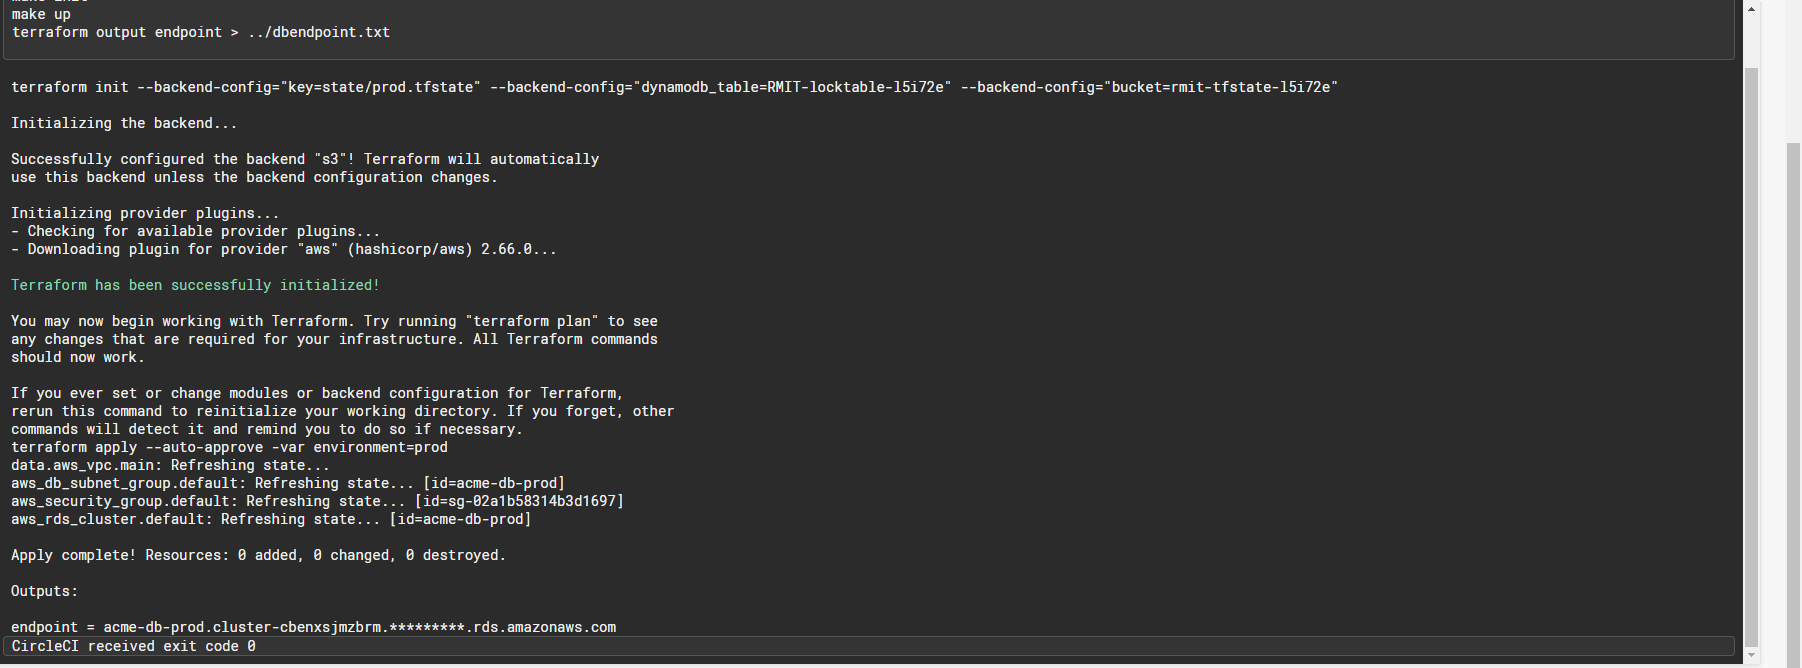 make up
terraform output endpoint > ../dbendpoint.txt
terraform init --backend-config="key=state/prod.tfstate" --backend-config="dynamodb_table=RMIT-locktable-l5i72e" --backend-config="bucket=rmit-tfstate-l5i72e"
Initializing the backend...
Successfully configured the backend "s3"! Terraform will automatically
use this backend unless the backend configuration changes.
Initializing provider plugins...
- Checking for available provider plugins...
- Downloading plugin for provider "aws" (hashicorp/aws) 2.66.0...
Terraform has been successfully initialized!
You may now begin working with Terraform. Try running "terraform plan" to see
any changes that are required for your infrastructure. All Terraform commands
should now work.
If you ever set or change modules or backend configuration for Terraform,
rerun this command to reinitialize your working directory. If you forget, other
commands will detect it and remind you to do so if necessary.
terraform apply --auto-approve -var environment=prod
data.aws_vpc.main: Refreshing state...
aws_db_subnet_group.default: Refreshing state... [id=acme-db-prod]
aws_security_group.default: Refreshing state... [id=sg-02a1b58314b3d1697]
aws_rds_cluster.default: Refreshing state... [id=acme-db-prod]
Apply complete! Resources: 0 added, 0 changed, 0 destroyed.
Outputs:
endpoint = acme-db-prod.cluster-cbenxsjmzbrm.*********.rds.amazonaws.com
CircleCI received exit code 0